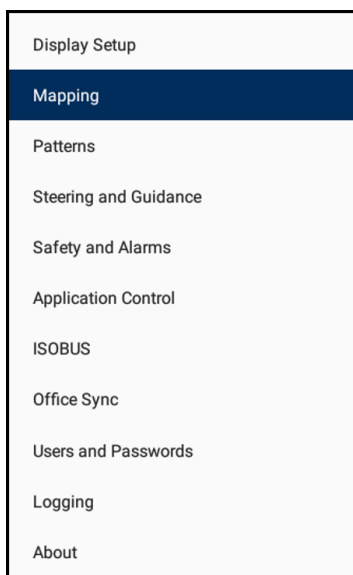 Display Setup
Mapping
Patterns
Steering and Guidance
Safety and Alarms
Application Control
ISOBUS
Office Sync
Users and Passwords
Logging
About